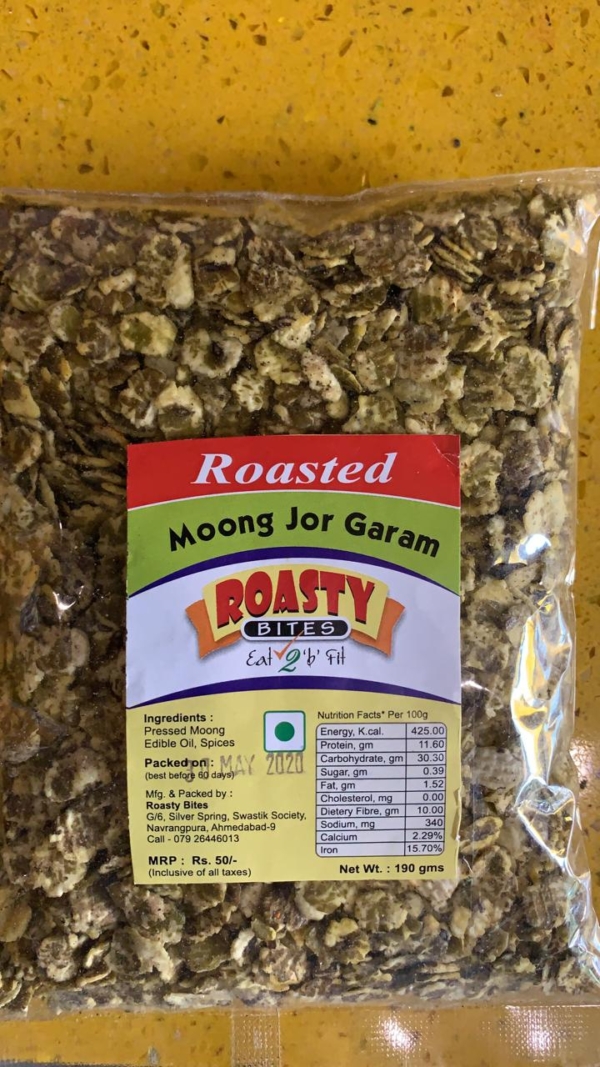 Roasted
Moong Jor Garam
ROASTY
BITES
Eat 2 'b' Fit
Ingredients :
Pressed Moong
Edible Oil, Spices
Packed on :
MAY 2020
(best before 60 days)
Mfg. & Packed by :
Roasty Bites
G/6, Silver Spring, Swastik Society,
Navrangpura, Ahmedabad-9
Call - 079 26446013
MRP : Rs. 50/-
(Inclusive of all taxes)
Nutrition Facts* Per 100g
Energy, K.cal. 425.00
Protein, gm 11.60
Carbohydrate, gm 30.30
Sugar, gm 0.39
Fat, gm 1.52
Cholesterol, mg 0.00
Dietery Fibre, gm 10.00
Sodium, mg 340
Calcium 2.29%
Iron 15.70%
Net Wt. : 190 gms